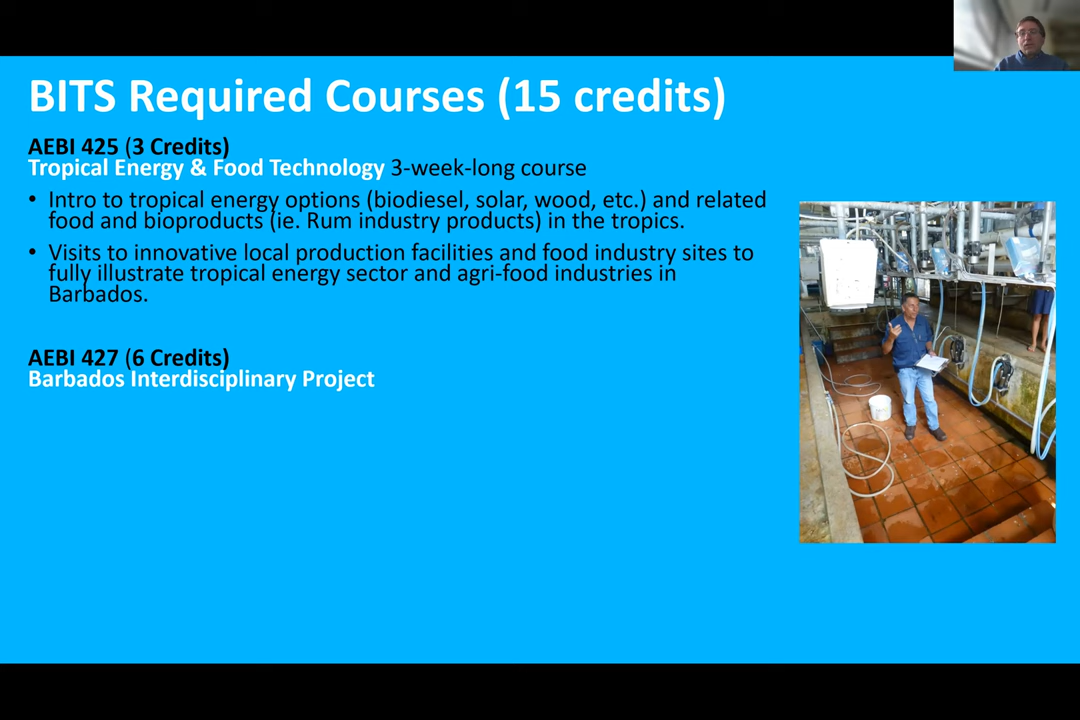 BITS Required Courses (15 credits)
AEBI 425 (3 Credits)
Tropical Energy & Food Technology 3-week-long course
• Intro to tropical energy options (biodiesel, solar, wood, etc.) and related
food and bioproducts (ie. Rum industry products) in the tropics.
• Visits to innovative local production facilities and food industry sites to
fully illustrate tropical energy sector and agri-food industries in
Barbados.
AEBI 427 (6 Credits)
Barbados Interdisciplinary Project